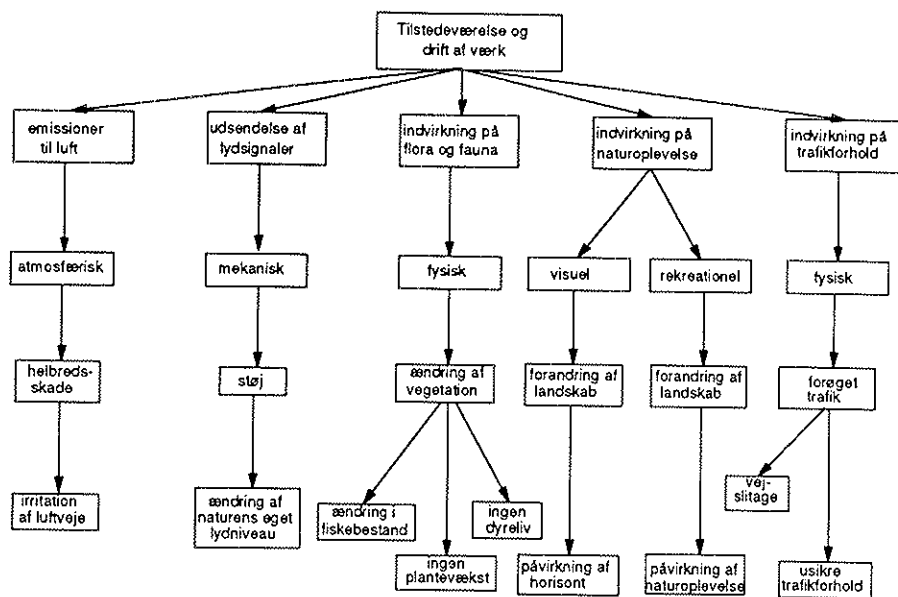 Tilstedeværelse og
drift af værk
emissioner
til luft
udsendelse af
lydsignaler
indvirkning på
flora og fauna
indvirkning på
naturoplevelse
indvirkning på
trafikforhold
atmosfærisk
mekanisk
fysisk
visuel
rekreationel
fysisk
helbreds-
skade
støj
ændring af
vegetation
forandring af
landskab
forandring af
landskab
forøget
trafik
irritation
af luftveje
ændring af
naturens eget
lydniveau
ændring i
fiskebestand
ingen
dyreliv
vej-
slitage
ingen
plantevækst
påvirkning af
horisont
påvirkning af
naturoplevelse
usikre
trafikforhold